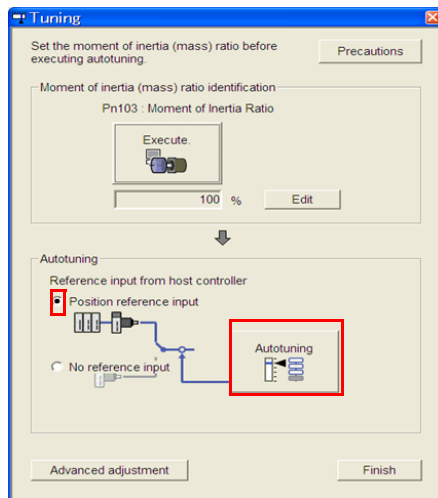 Tuning
Set the moment of inertia (mass) ratio before
executing autotuning.
Precautions
Moment of inertia (mass) ratio identification
Pn103 : Moment of Inertia Ratio
Execute.
100 %
Edit
Autotuning
Reference input from host controller
Position reference input
Autotuning
No reference input
Advanced adjustment
Finish